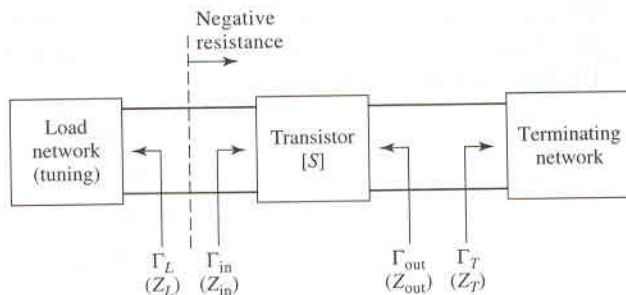 Negative
resistance
Load
network
(tuning)
Transistor
[S]
Terminating
network
Γ_L
(Z_L)
Γ_in
(Z_in)
Γ_out
(Z_out)
Γ_T
(Z_T)